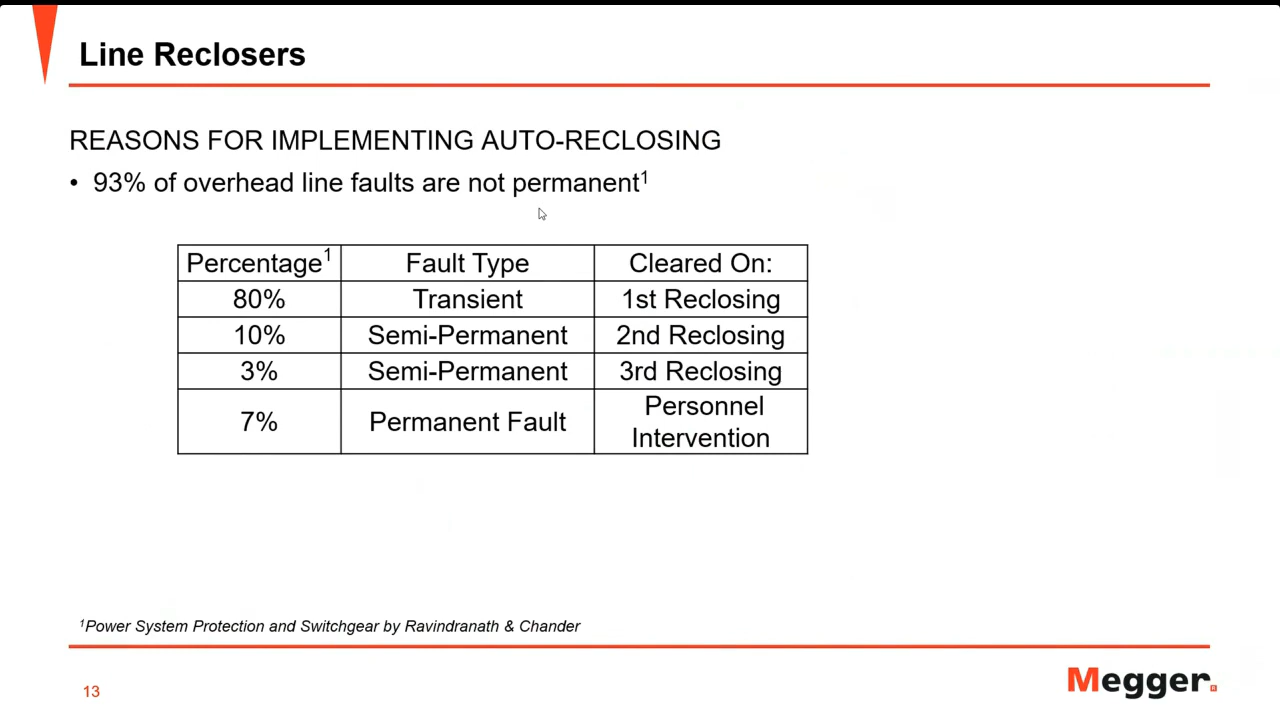 Line Reclosers
REASONS FOR IMPLEMENTING AUTO-RECLOSING
• 93% of overhead line faults are not permanent¹
Percentage¹ Fault Type Cleared On:
80% Transient 1st Reclosing
10% Semi-Permanent 2nd Reclosing
3% Semi-Permanent 3rd Reclosing
7% Permanent Fault Personnel Intervention
¹Power System Protection and Switchgear by Ravindranath & Chander
13
Megger